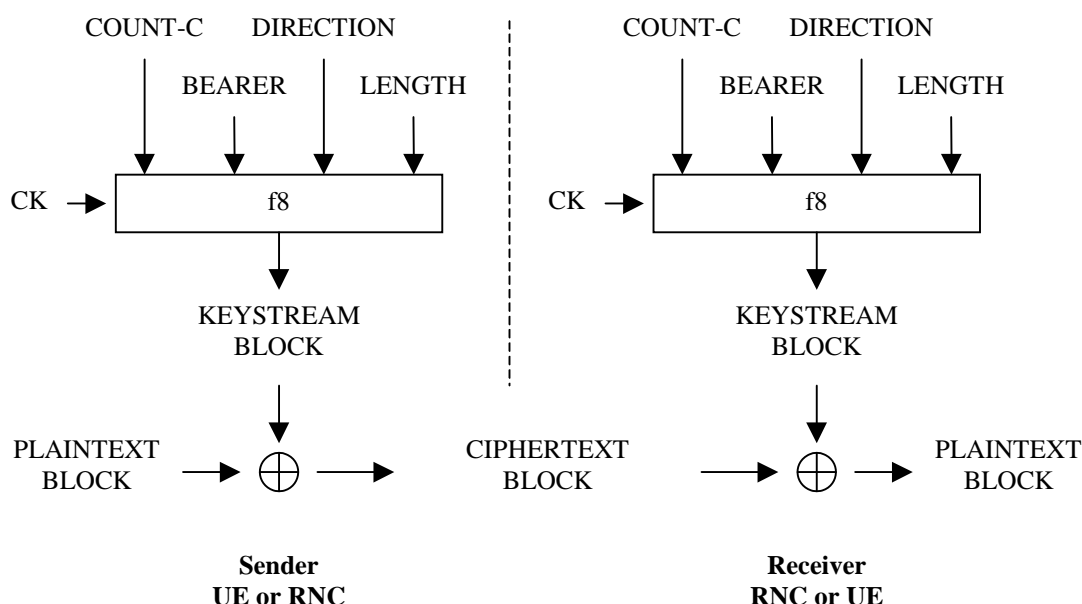 COUNT-C DIRECTION
BEARER LENGTH
CK
f8
KEYSTREAM
BLOCK
PLAINTEXT
BLOCK
Sender
UE or RNC
CIPHERTEXT
BLOCK
COUNT-C DIRECTION
BEARER LENGTH
CK
f8
KEYSTREAM
BLOCK
PLAINTEXT
BLOCK
Receiver
RNC or UE